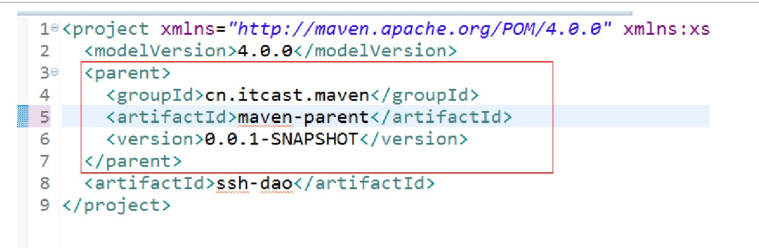 1 <project xmlns="http://maven.apache.org/POM/4.0.0" xmlns:xs
2 <modelVersion>4.0.0</modelVersion>
3 <parent>
4 <groupId>cn.itcast.maven</groupId>
5 <artifactId>maven-parent</artifactId>
6 <version>0.0.1-SNAPSHOT</version>
7 </parent>
8 <artifactId>ssh-dao</artifactId>
9 </project>